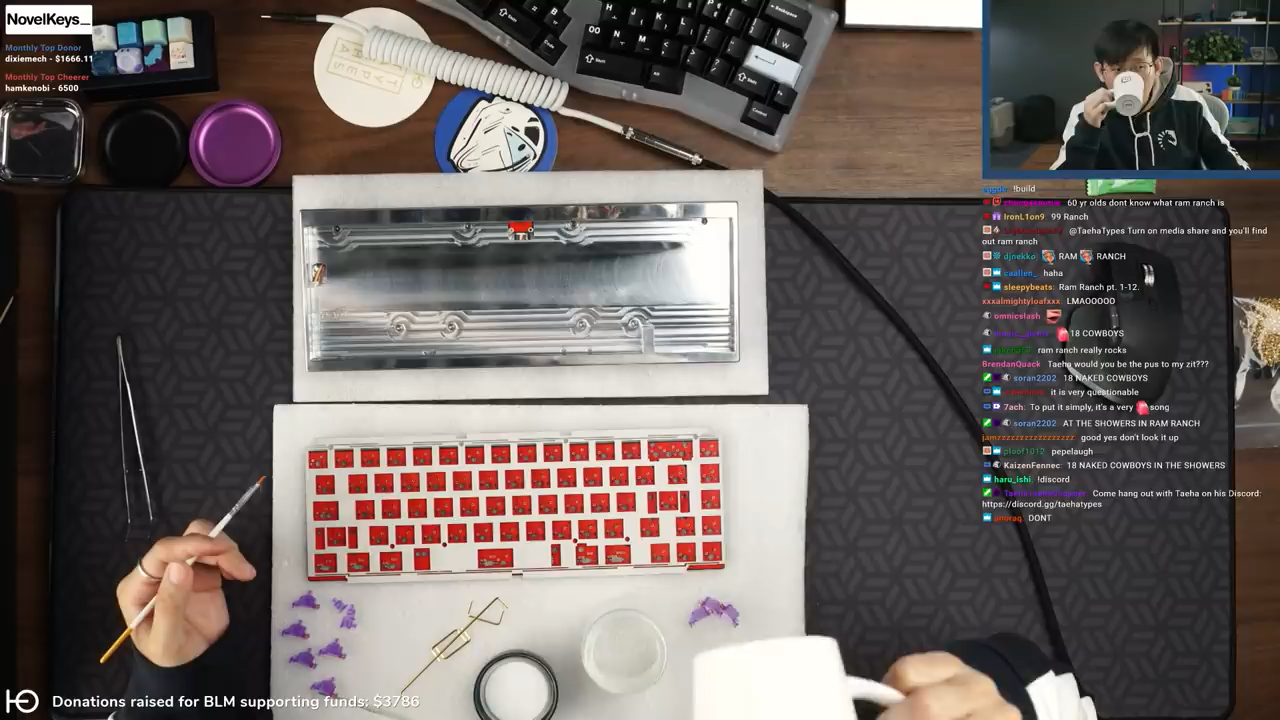 NovelKeys_
Monthly Top Donor
dixiemech - $1666.11
Monthly Top Cheerer
hamkenobi - 6500
!build
60 yr olds dont know what ram ranch is
IronL1on9 99 Ranch
@TaehaTypes Turn on media share and you'll find
out ram ranch
djnekko RAM RANCH
caallen_ haha
sleepybeats: Ram Ranch pt. 1-12.
xxxalmightyloafxxx LMAOOOOO
omnicslash
18 COWBOYS
ram ranch really rocks
BrendanQuack Taeha would you be the pus to my zit???
soran2202 18 NAKED COWBOYS
it is very questionable
7ach: To put it simply, it's a very song
soran2202 AT THE SHOWERS IN RAM RANCH
good yes don't look it up
ploof1012 pepelaugh
KaizenFennec: 18 NAKED COWBOYS IN THE SHOWERS
haru_ishi !discord
Come hang out with Taeha on his Discord:
https://discord.gg/taehatypes
anuraq DONT
Donations raised for BLM supporting funds: $3786